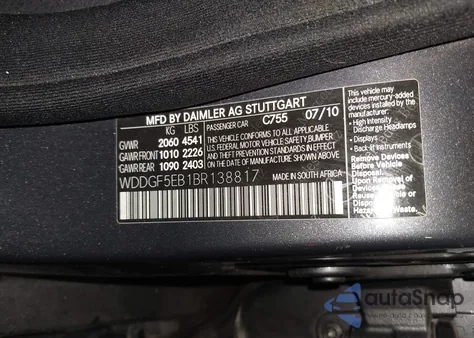 MFD BY DAIMLER AG STUTTGART
KG LBS PASSENGER CAR C755 07/10
GVWR 2060 4541
GAWR FRONT 1010 2226
GAWR REAR 1090 2403
THIS VEHICLE CONFORMS TO ALL APPLICABLE
U.S. FEDERAL MOTOR VEHICLE SAFETY, BUMPER
AND THEFT PREVENTION STANDARDS IN EFFECT
ON THE DATE OF MANUFACTURE SHOWN ABOVE.
WDDGF5EB1BR138817
MADE IN SOUTH AFRICA
This vehicle may
include mercury-added
devices installed by the
manufacturer:
• High Intensity
Discharge Headlamps
• Displays
• Back-lit Instruments
Remove Devices
Before Vehicle
Disposal.
Upon Removal of
Devices Please
Reuse, Recycle or
Dispose as
Hazardous Waste.
autoSnap